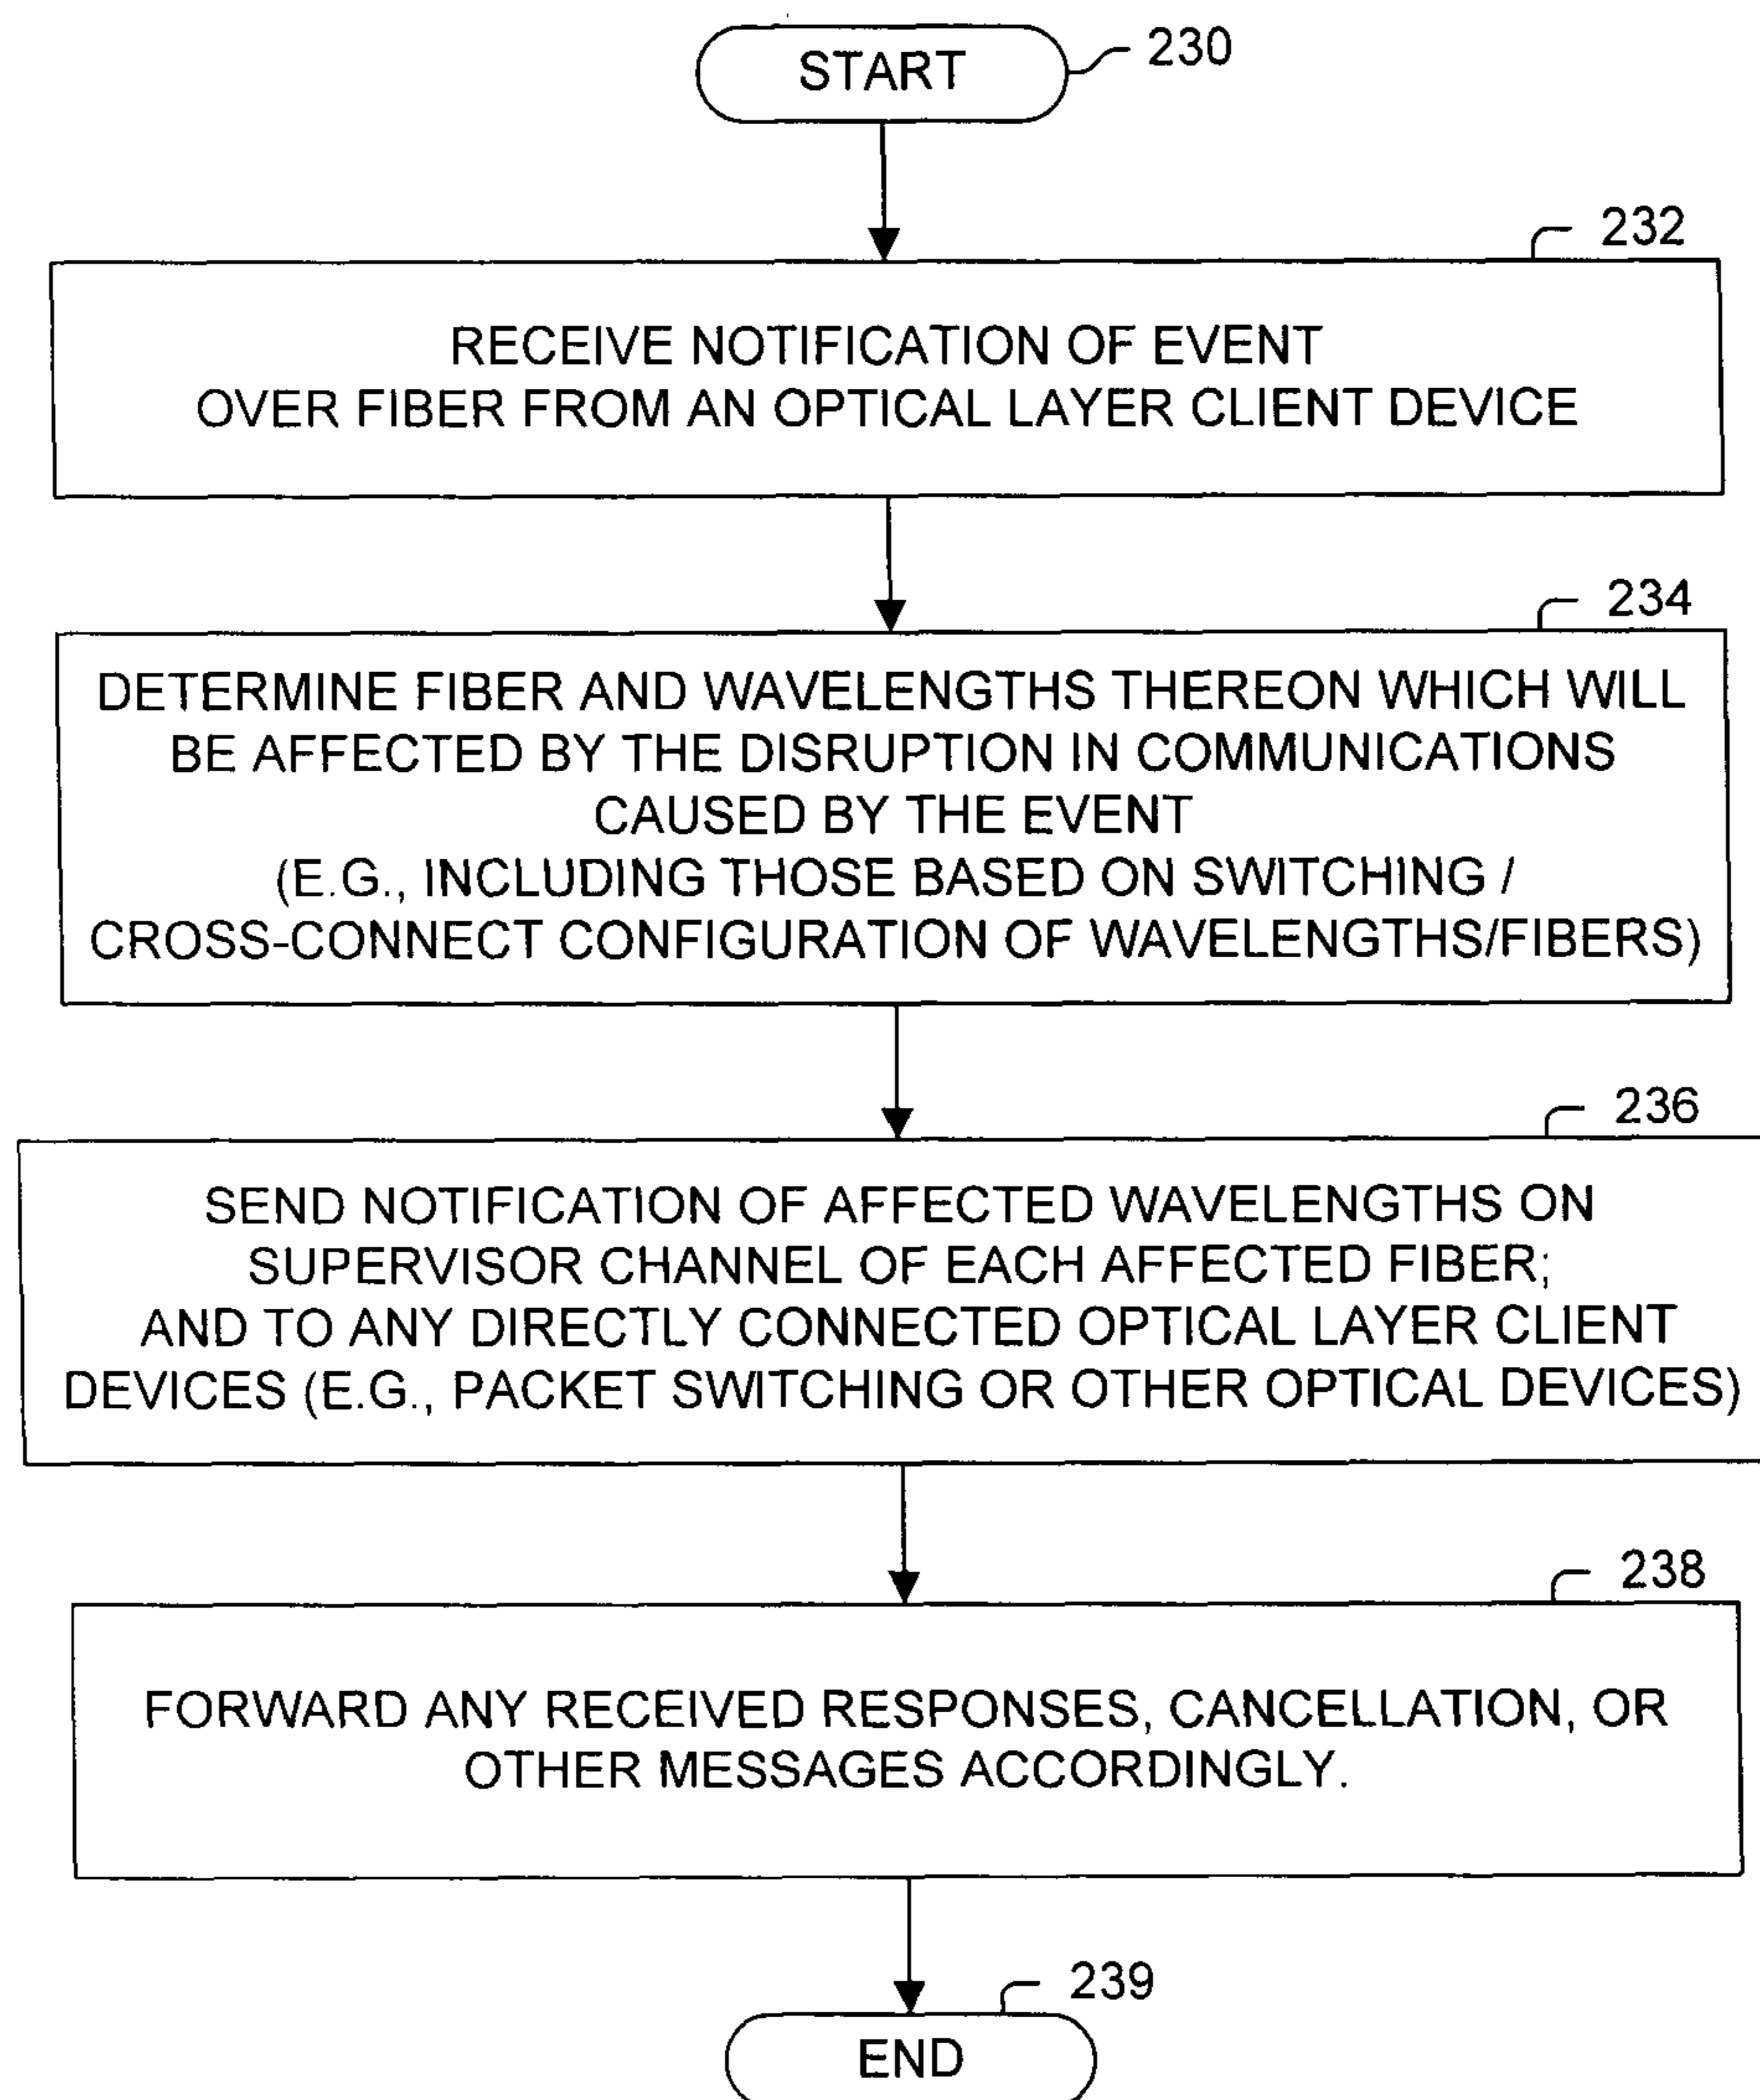 START
230
232
RECEIVE NOTIFICATION OF EVENT
OVER FIBER FROM AN OPTICAL LAYER CLIENT DEVICE
234
DETERMINE FIBER AND WAVELENGTHS THEREON WHICH WILL
BE AFFECTED BY THE DISRUPTION IN COMMUNICATIONS
CAUSED BY THE EVENT
(E.G., INCLUDING THOSE BASED ON SWITCHING /
CROSS-CONNECT CONFIGURATION OF WAVELENGTHS/FIBERS)
236
SEND NOTIFICATION OF AFFECTED WAVELENGTHS ON
SUPERVISOR CHANNEL OF EACH AFFECTED FIBER;
AND TO ANY DIRECTLY CONNECTED OPTICAL LAYER CLIENT
DEVICES (E.G., PACKET SWITCHING OR OTHER OPTICAL DEVICES)
238
FORWARD ANY RECEIVED RESPONSES, CANCELLATION, OR
OTHER MESSAGES ACCORDINGLY.
239
END